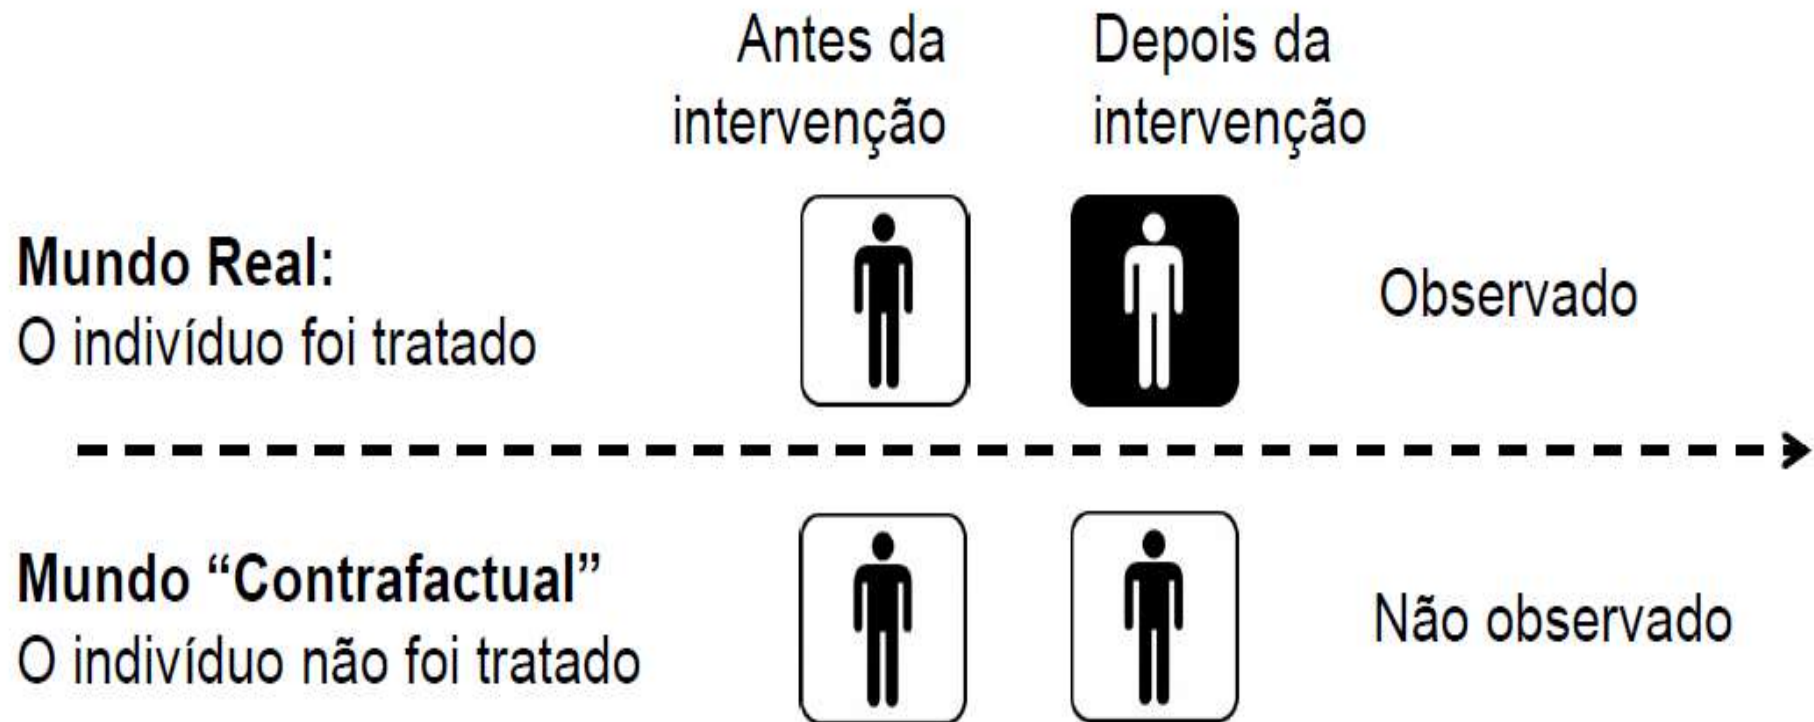 Antes da
intervenção
Depois da
intervenção
Mundo Real:
O indivíduo foi tratado
Observado
Mundo “Contrafactual”
O indivíduo não foi tratado
Não observado